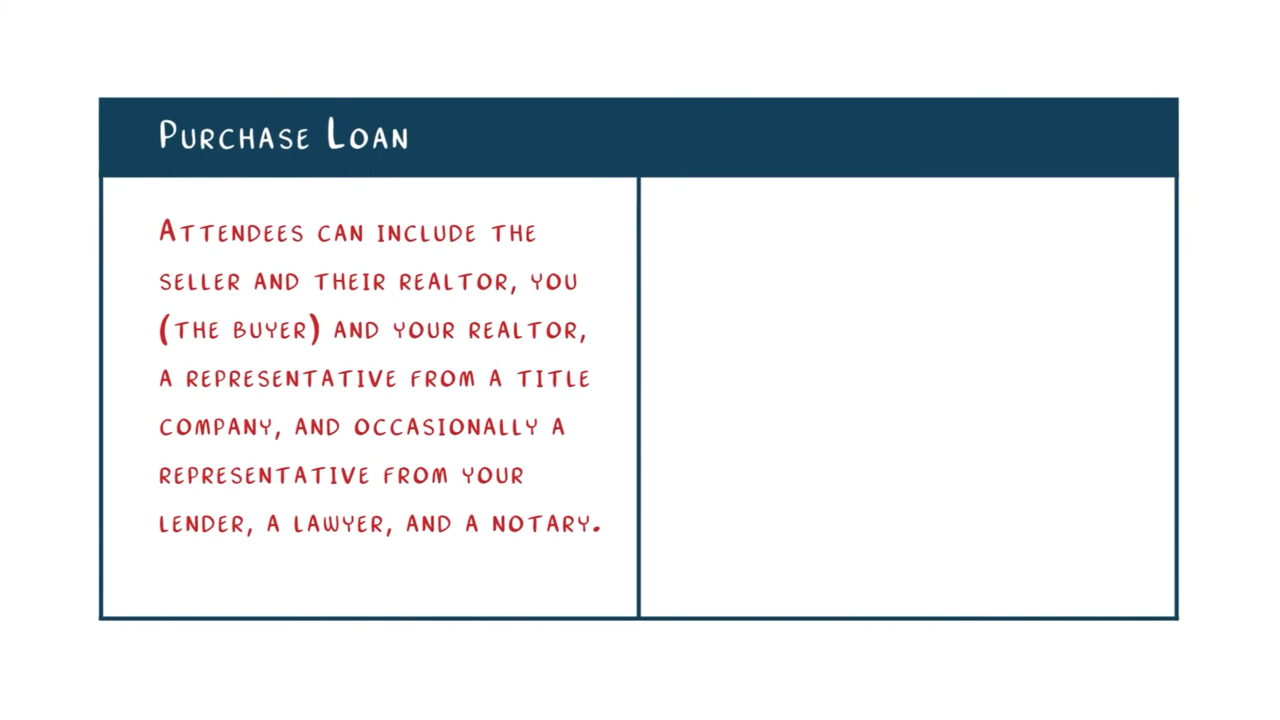 Purchase Loan
Attendees can include the
seller and their realtor, you
(the buyer) and your realtor,
a representative from a title
company, and occasionally a
representative from your
lender, a lawyer, and a notary.